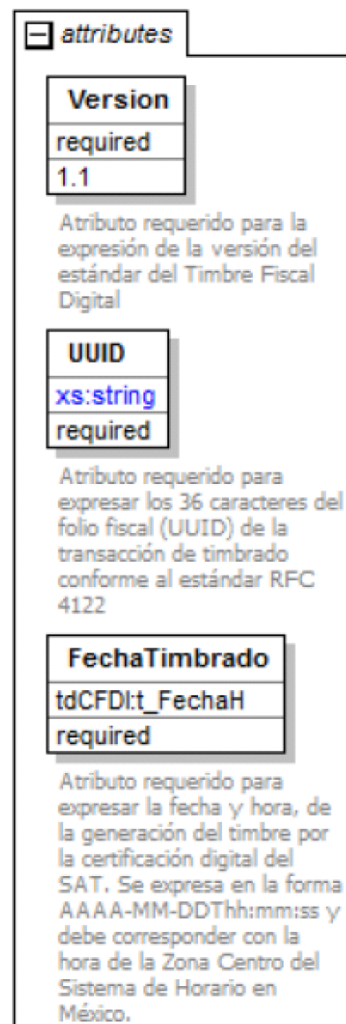 attributes
Version
required
1.1
Atributo requerido para la
expresión de la versión del
estándar del Timbre Fiscal
Digital
UUID
xs:string
required
Atributo requerido para
expresar los 36 caracteres del
folio fiscal (UUID) de la
transacción de timbrado
conforme al estándar RFC
4122
FechaTimbrado
tdCFDI:t_FechaH
required
Atributo requerido para
expresar la fecha y hora, de
la generación del timbre por
la certificación digital del
SAT. Se expresa en la forma
AAAA-MM-DDThh:mm:ss y
debe corresponder con la
hora de la Zona Centro del
Sistema de Horario en
México.